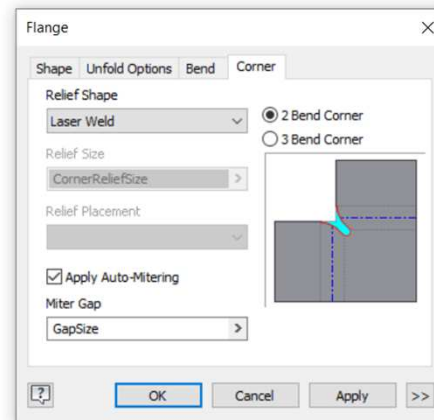 Flange
Shape Unfold Options Bend Corner
Relief Shape
Laser Weld
Relief Size
CornerReliefSize
Relief Placement
Apply Auto-Mitering
Miter Gap
GapSize
2 Bend Corner
3 Bend Corner
? OK Cancel Apply >>